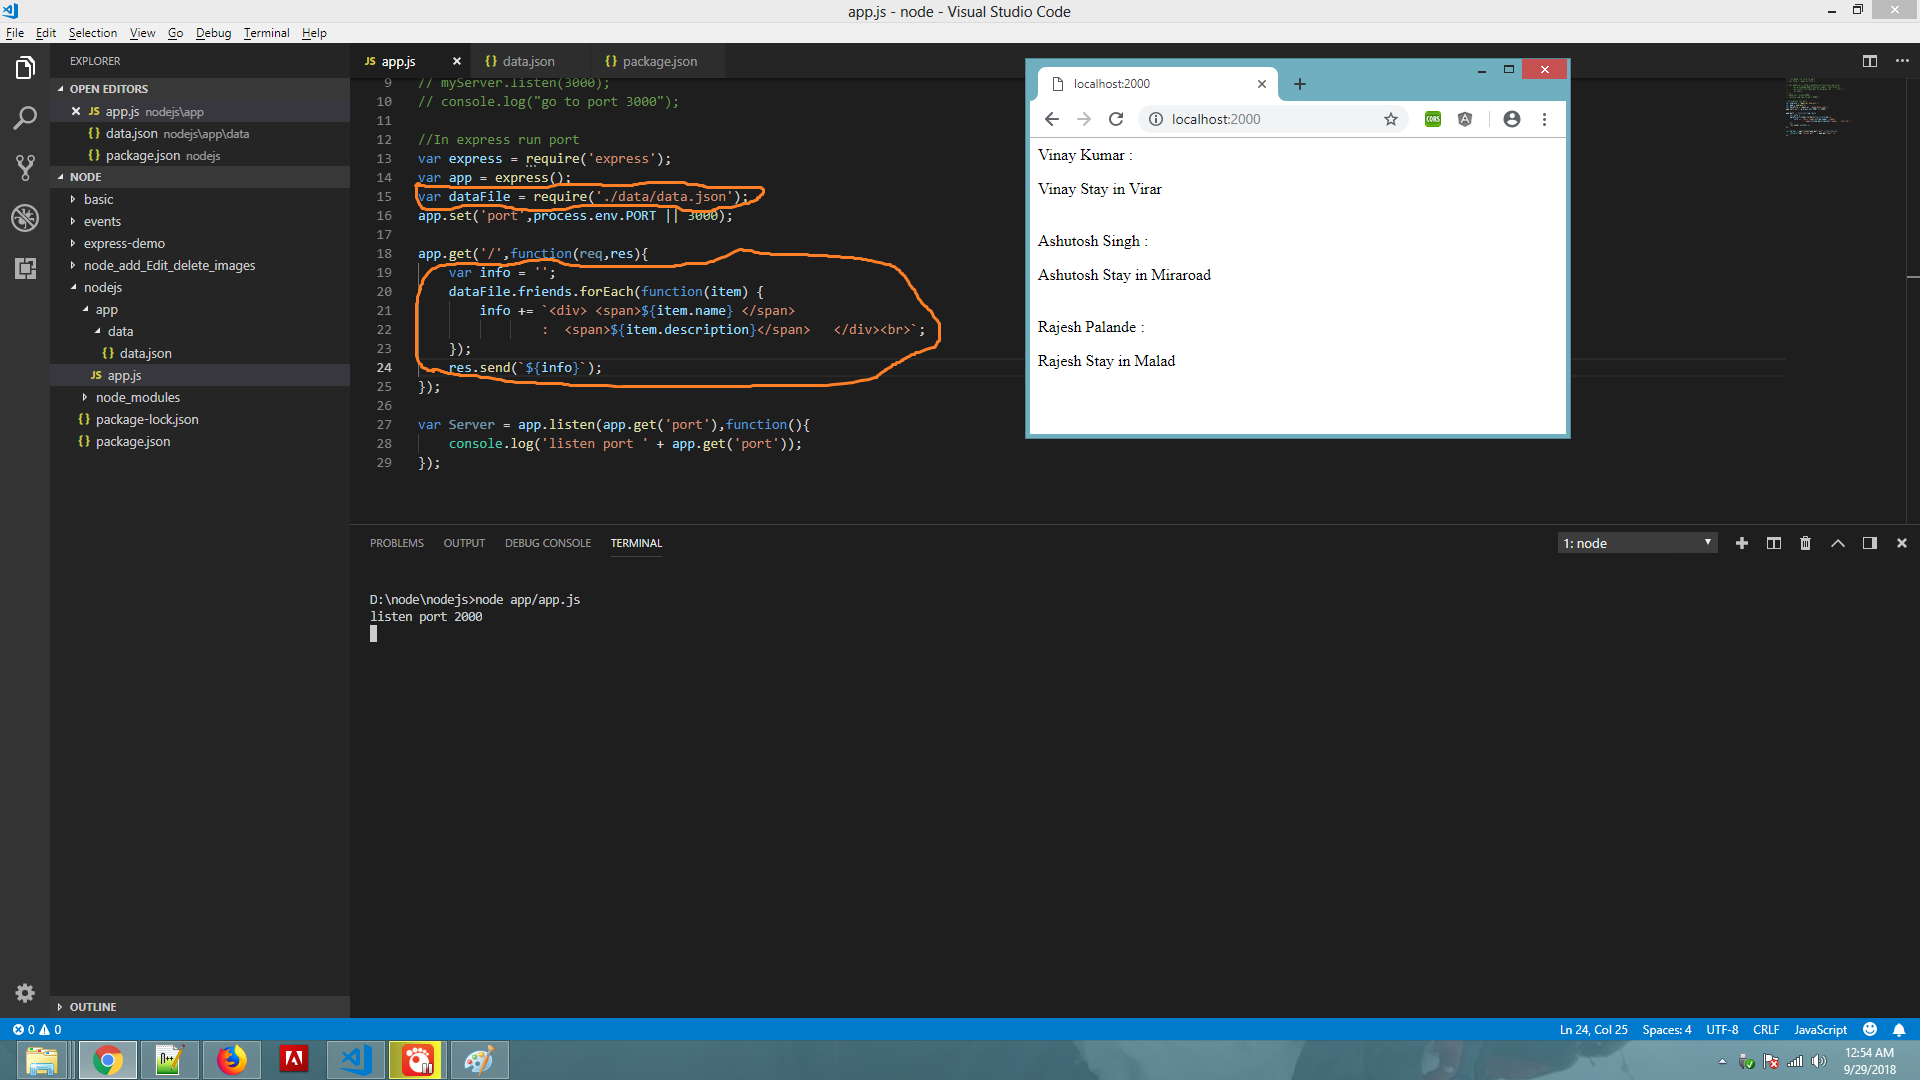 app.js - node - Visual Studio Code
File Edit Selection View Go Debug Terminal Help
EXPLORER
OPEN EDITORS
JS app.js nodejs\app
{} data.json nodejs\app\data
{} package.json nodejs
NODE
basic
events
express-demo
node_add_Edit_delete_images
nodejs
app
data
{} data.json
JS app.js
node_modules
{} package-lock.json
{} package.json
OUTLINE
JS app.js {} data.json {} package.json
9 // myServer.listen(3000);
10 // console.log("go to port 3000");
11
12 //In express run port
13 var express = require('express');
14 var app = express();
15 var dataFile = require('./data/data.json');
16 app.set('port',process.env.PORT || 3000);
17
18 app.get('/',function(req,res){
19 var info = '';
20 dataFile.friends.forEach(function(item) {
21 info += `<div> <span>${item.name} </span>
22 : <span>${item.description}</span> </div><br>`;
23 });
24 res.send(`${info}`);
25 });
26
27 var Server = app.listen(app.get('port'),function(){
28 console.log('listen port ' + app.get('port'));
29 });
localhost:2000
localhost:2000
CORS
Vinay Kumar :
Vinay Stay in Virar
Ashutosh Singh :
Ashutosh Stay in Miraroad
Rajesh Palande :
Rajesh Stay in Malad
PROBLEMS OUTPUT DEBUG CONSOLE TERMINAL
1: node
D:\node\nodejs>node app/app.js
listen port 2000
0 0
Ln 24, Col 25 Spaces: 4 UTF-8 CRLF JavaScript
12:54 AM
9/29/2018